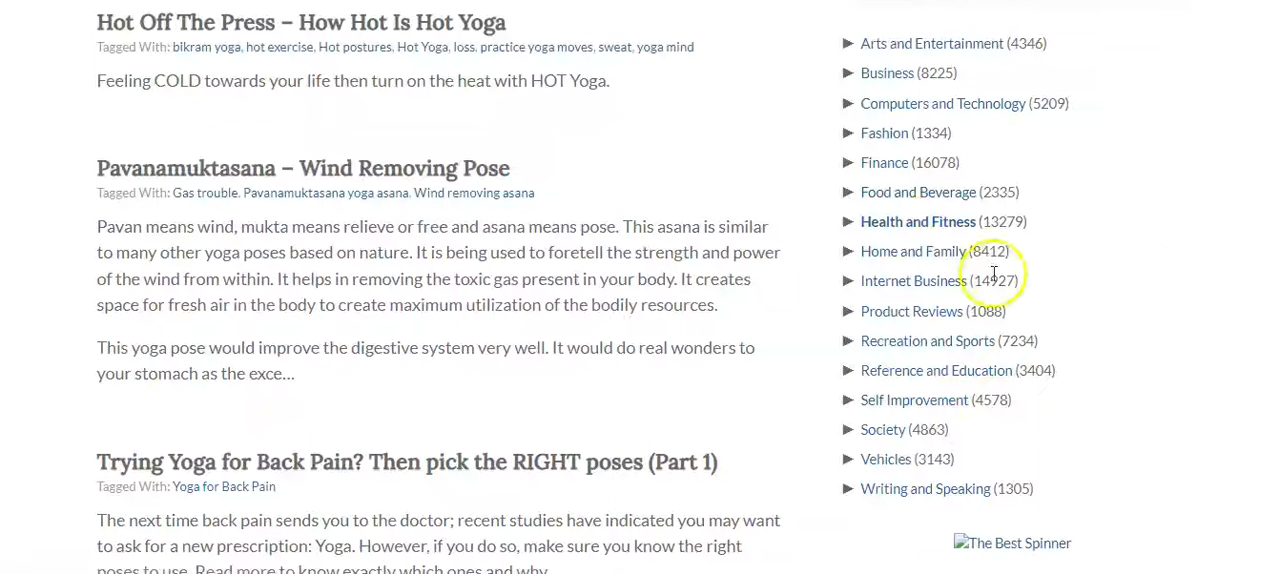 Hot Off The Press – How Hot Is Hot Yoga
Tagged With: bikram yoga, hot exercise, Hot postures, Hot Yoga, loss, practice yoga moves, sweat, yoga mind
Feeling COLD towards your life then turn on the heat with HOT Yoga.
Pavanamuktasana – Wind Removing Pose
Tagged With: Gas trouble, Pavanamuktasana yoga asana, Wind removing asana
Pavan means wind, mukta means relieve or free and asana means pose. This asana is similar
to many other yoga poses based on nature. It is being used to foretell the strength and power
of the wind from within. It helps in removing the toxic gas present in your body. It creates
space for fresh air in the body to create maximum utilization of the bodily resources.
This yoga pose would improve the digestive system very well. It would do real wonders to
your stomach as the exce...
Trying Yoga for Back Pain? Then pick the RIGHT poses (Part 1)
Tagged With: Yoga for Back Pain
The next time back pain sends you to the doctor; recent studies have indicated you may want
to ask for a new prescription: Yoga. However, if you do so, make sure you know the right
poses to use. Read more to know exactly which ones and why.
► Arts and Entertainment (4346)
► Business (8225)
► Computers and Technology (5209)
► Fashion (1334)
► Finance (16078)
► Food and Beverage (2335)
► Health and Fitness (13279)
► Home and Family (8412)
► Internet Business (14927)
► Product Reviews (1088)
► Recreation and Sports (7234)
► Reference and Education (3404)
► Self Improvement (4578)
► Society (4863)
► Vehicles (3143)
► Writing and Speaking (1305)
The Best Spinner